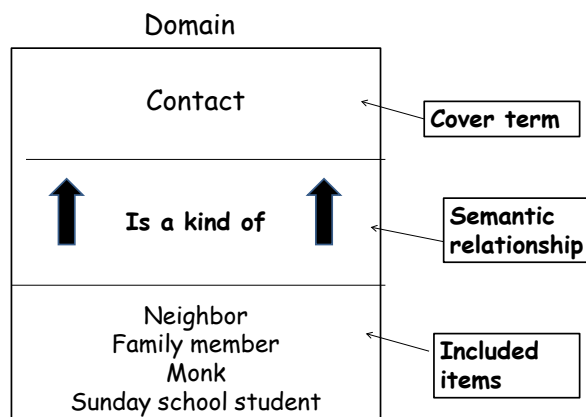 Domain
Contact
Cover term
Is a kind of
Semantic
relationship
Neighbor
Family member
Monk
Sunday school student
Included
items